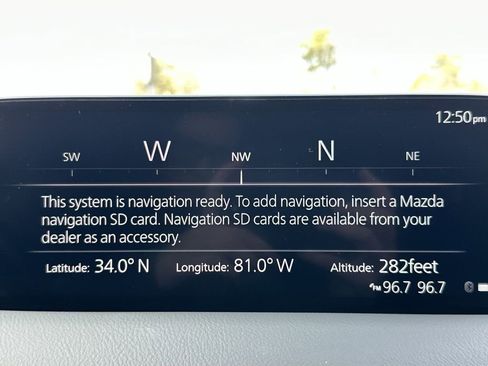 12:50pm
SW W NW N NE
This system is navigation ready. To add navigation, insert a Mazda
navigation SD card. Navigation SD cards are available from your
dealer as an accessory.
Latitude: 34.0° N Longitude: 81.0° W Altitude: 282feet
FM 96.7 96.7